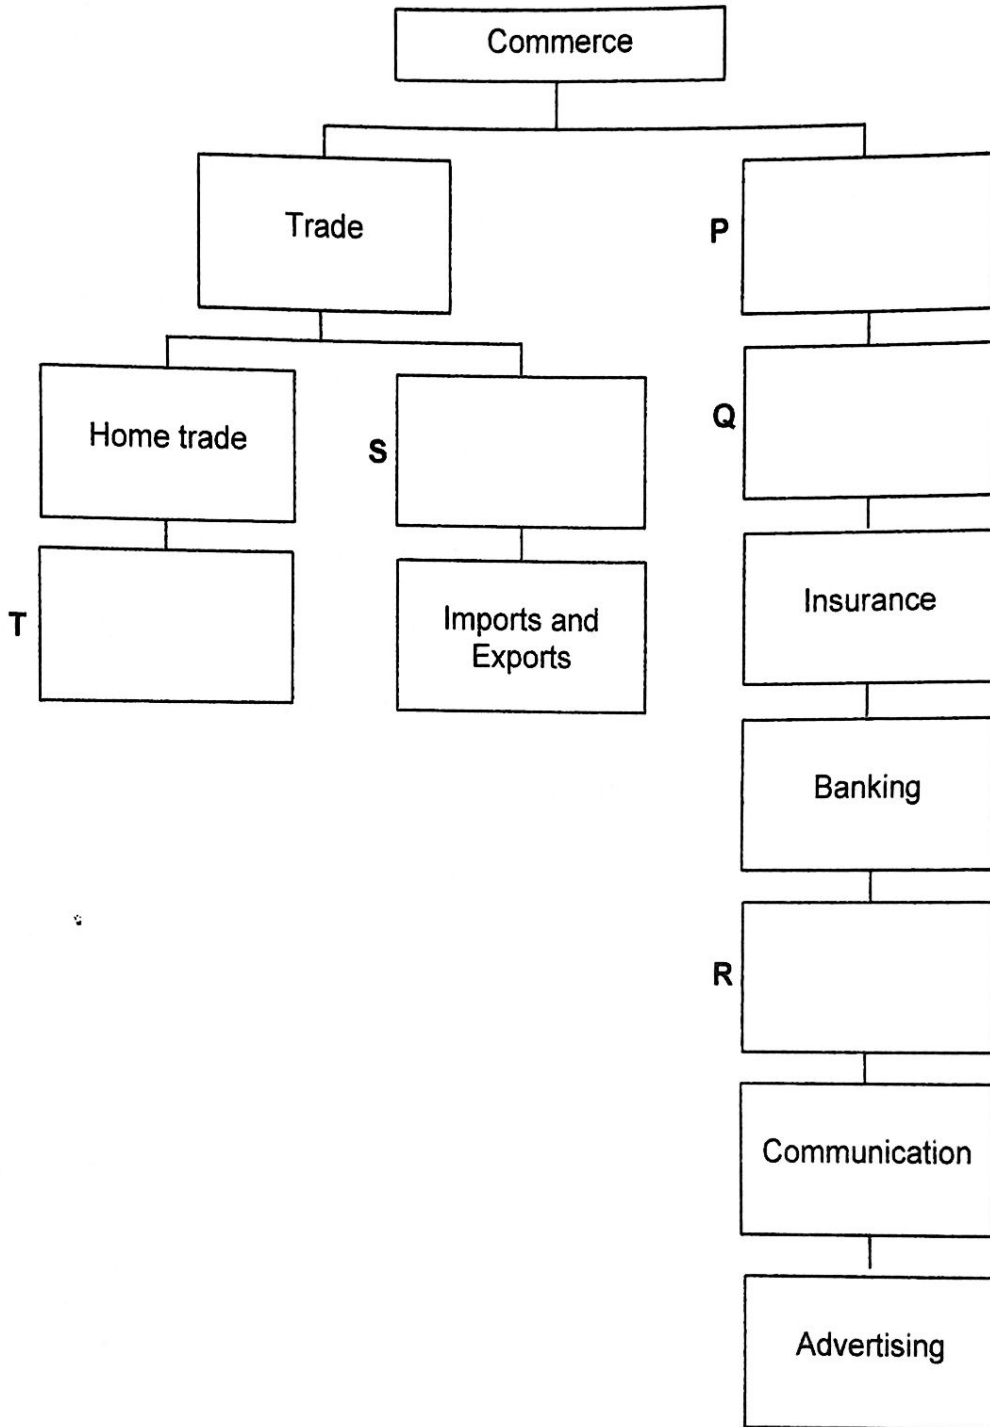 Commerce
Trade
P
Home trade
S
Q
T
Imports and
Exports
Insurance
Banking
R
Communication
Advertising